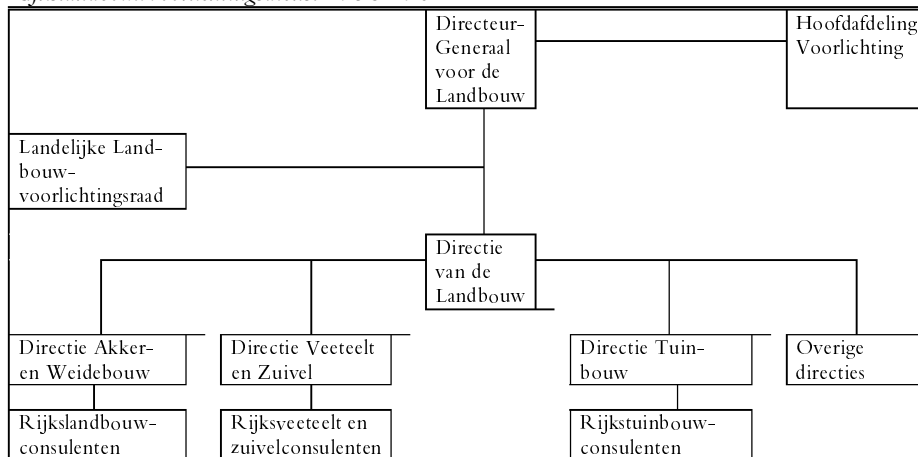 Directeur-
Generaal
voor de
Landbouw
Hoofdafdeling
Voorlichting
Landelijke Land-
bouw-
voorlichtingsraad
Directie
van de
Landbouw
Directie Akker-
en Weidebouw
Directie Veeteelt
en Zuivel
Directie Tuin-
bouw
Overige
directies
Rijkslandbouw-
consulenten
Rijksveeteelt en
zuivelconsulenten
Rijkstuinbouw-
consulenten